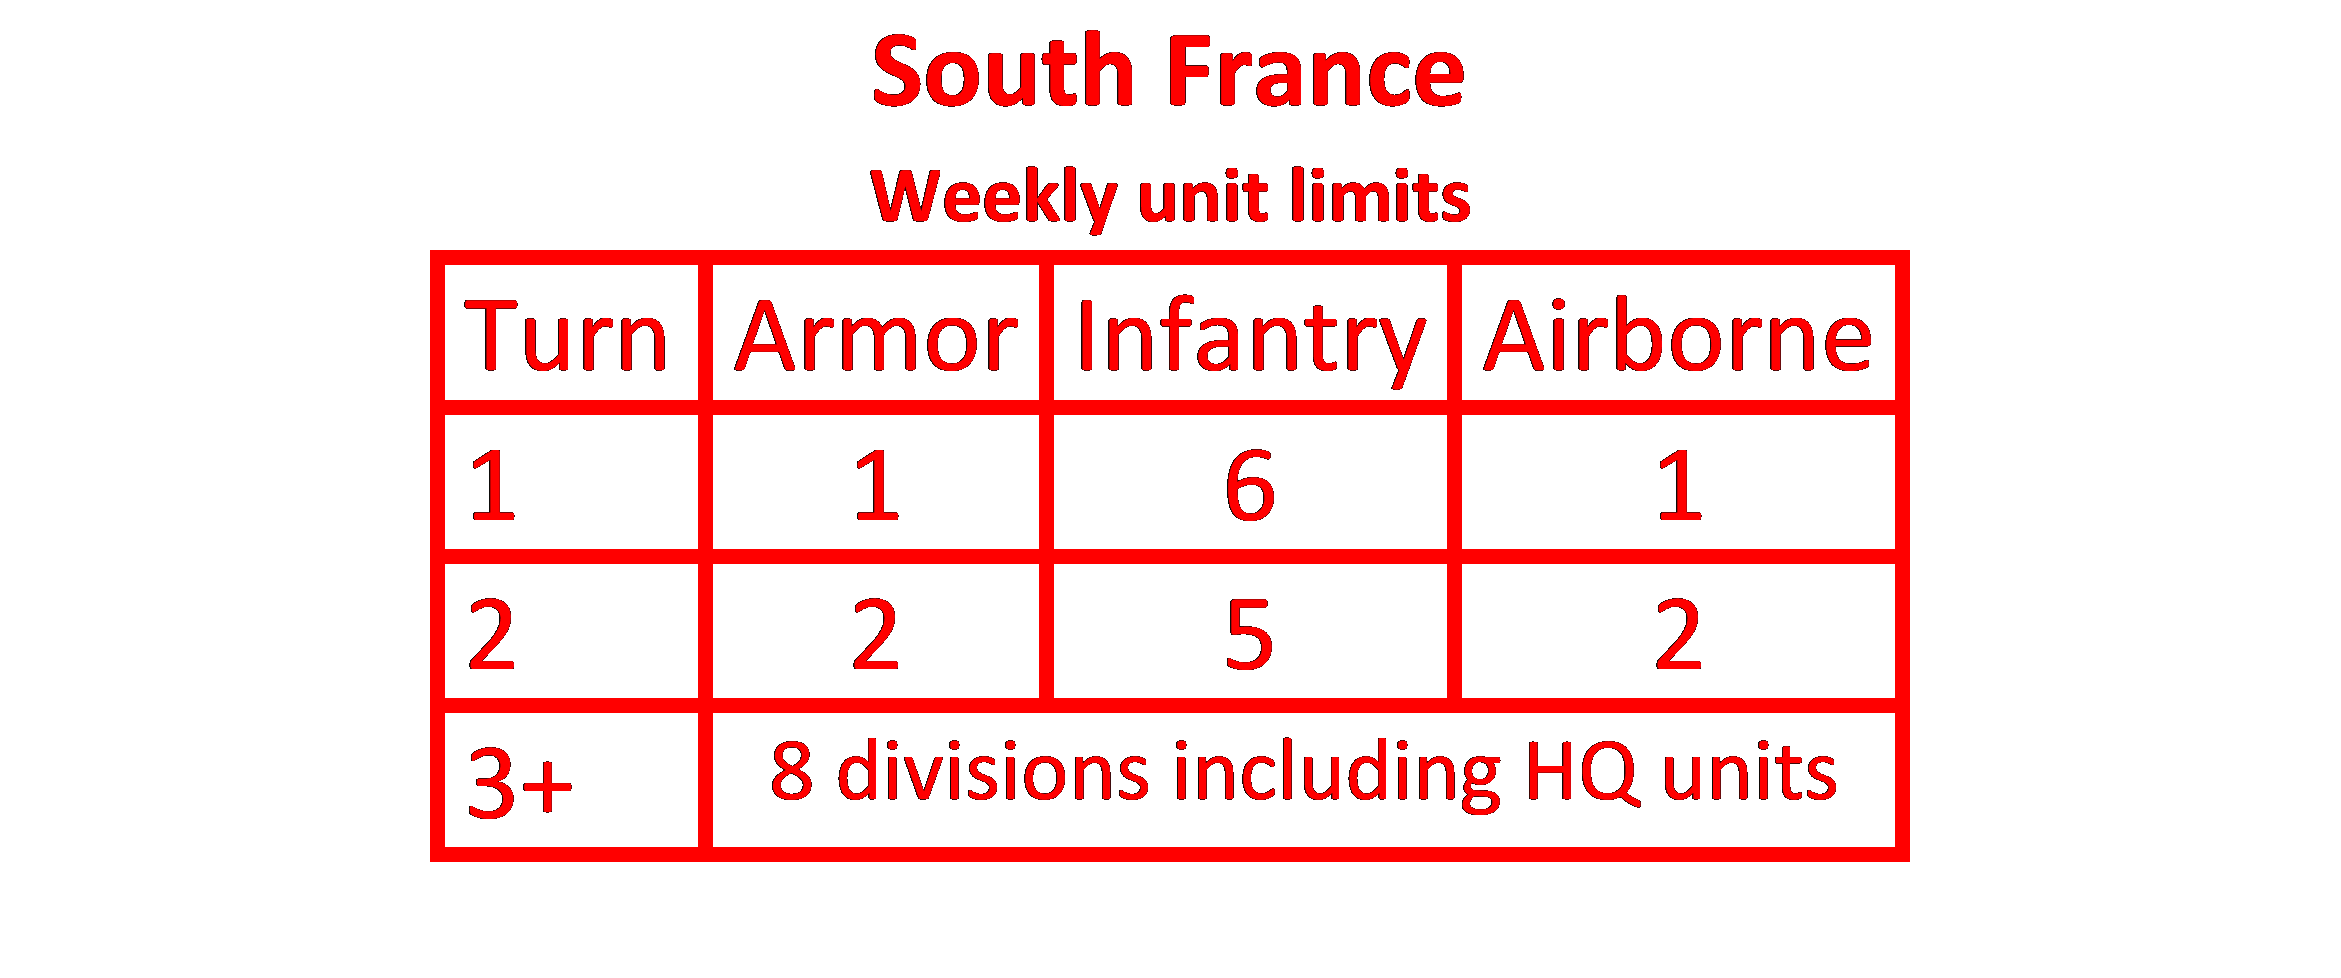 South France
Weekly unit limits
Turn Armor Infantry Airborne
1 1 6 1
2 2 5 2
3+ 8 divisions including HQ units